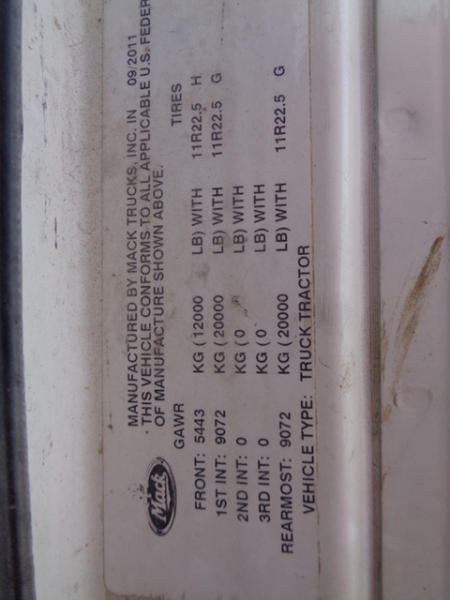 MANUFACTURED BY MACK TRUCKS, INC. IN 09/2011
THIS VEHICLE CONFORMS TO ALL APPLICABLE U.S. FEDER
OF MANUFACTURE SHOWN ABOVE.
Mack
GAWR TIRES
FRONT: 5443 KG ( 12000 LB) WITH 11R22.5 H
1ST INT: 9072 KG ( 20000 LB) WITH 11R22.5 G
2ND INT: 0 KG ( 0 LB) WITH
3RD INT: 0 KG ( 0 LB) WITH
REARMOST: 9072 KG ( 20000 LB) WITH 11R22.5 G
VEHICLE TYPE: TRUCK TRACTOR